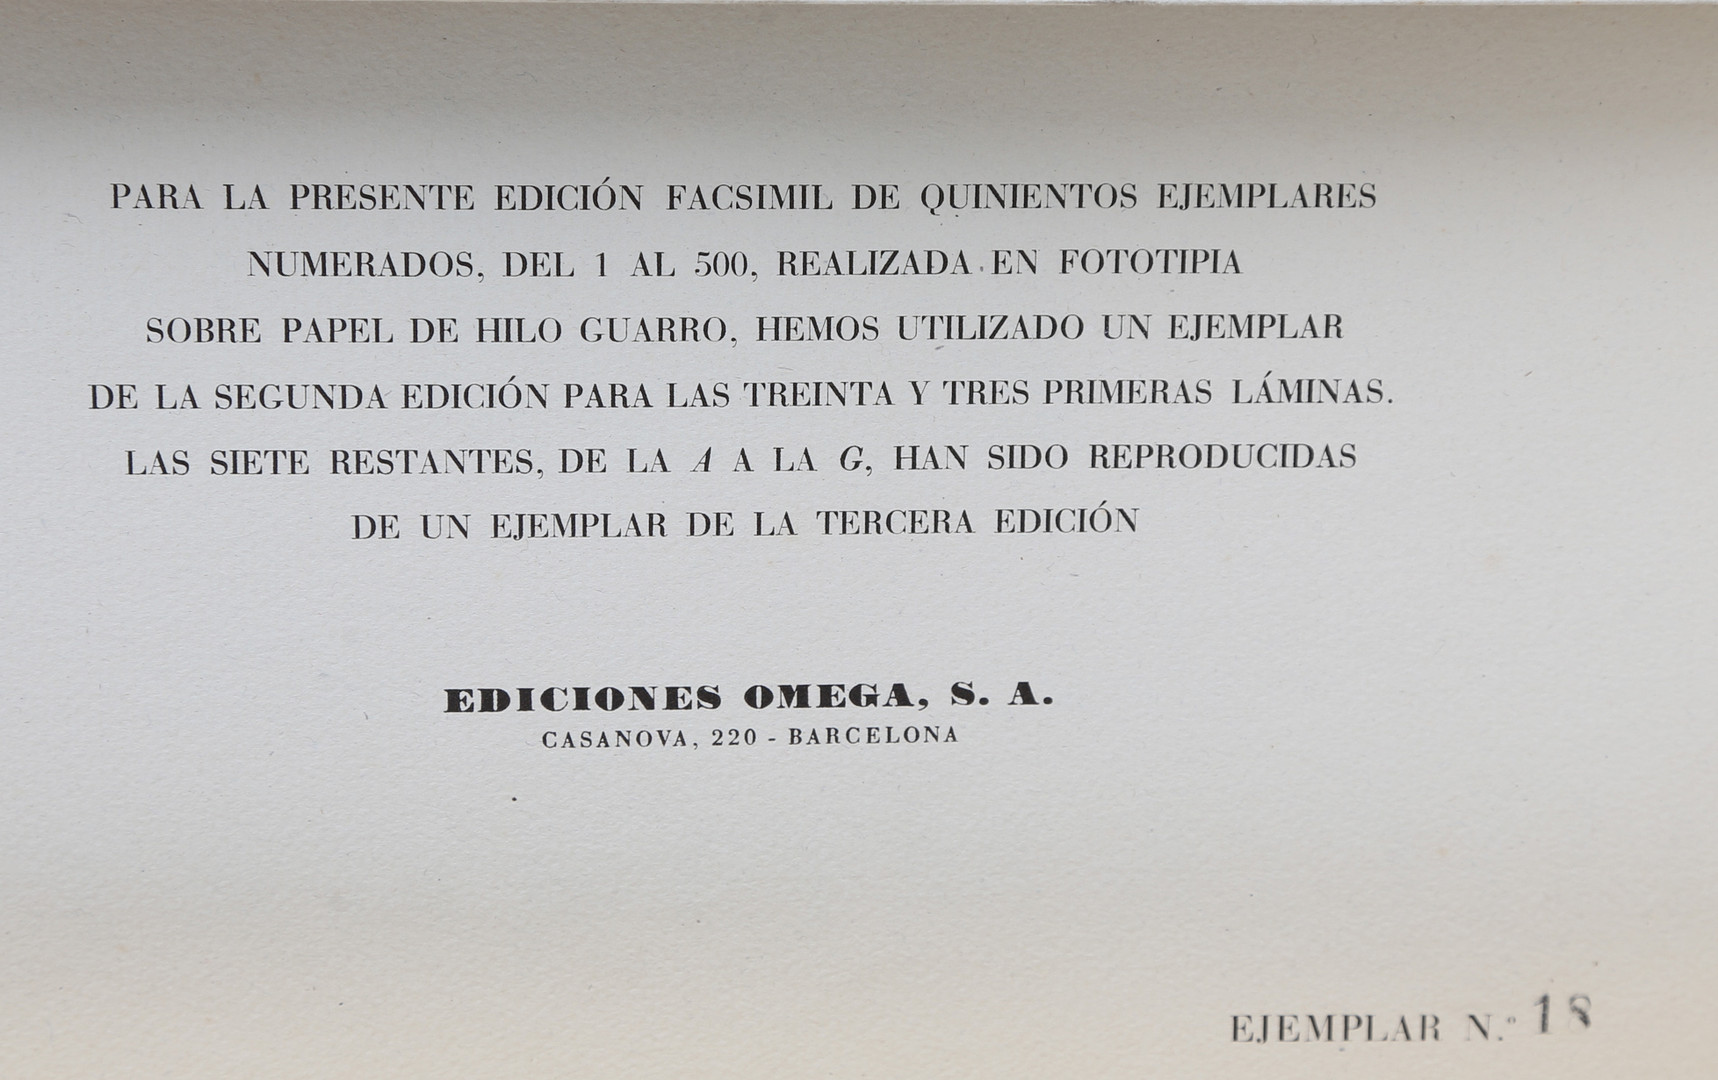 PARA LA PRESENTE EDICIÓN FACSIMIL DE QUINIENTOS EJEMPLARES
NUMERADOS, DEL 1 AL 500, REALIZADA EN FOTOTIPIA
SOBRE PAPEL DE HILO GUARRO, HEMOS UTILIZADO UN EJEMPLAR
DE LA SEGUNDA EDICIÓN PARA LAS TREINTA Y TRES PRIMERAS LÁMINAS.
LAS SIETE RESTANTES, DE LA A A LA G, HAN SIDO REPRODUCIDAS
DE UN EJEMPLAR DE LA TERCERA EDICIÓN
EDICIONES OMEGA, S. A.
CASANOVA, 220 - BARCELONA
EJEMPLAR N.º 18